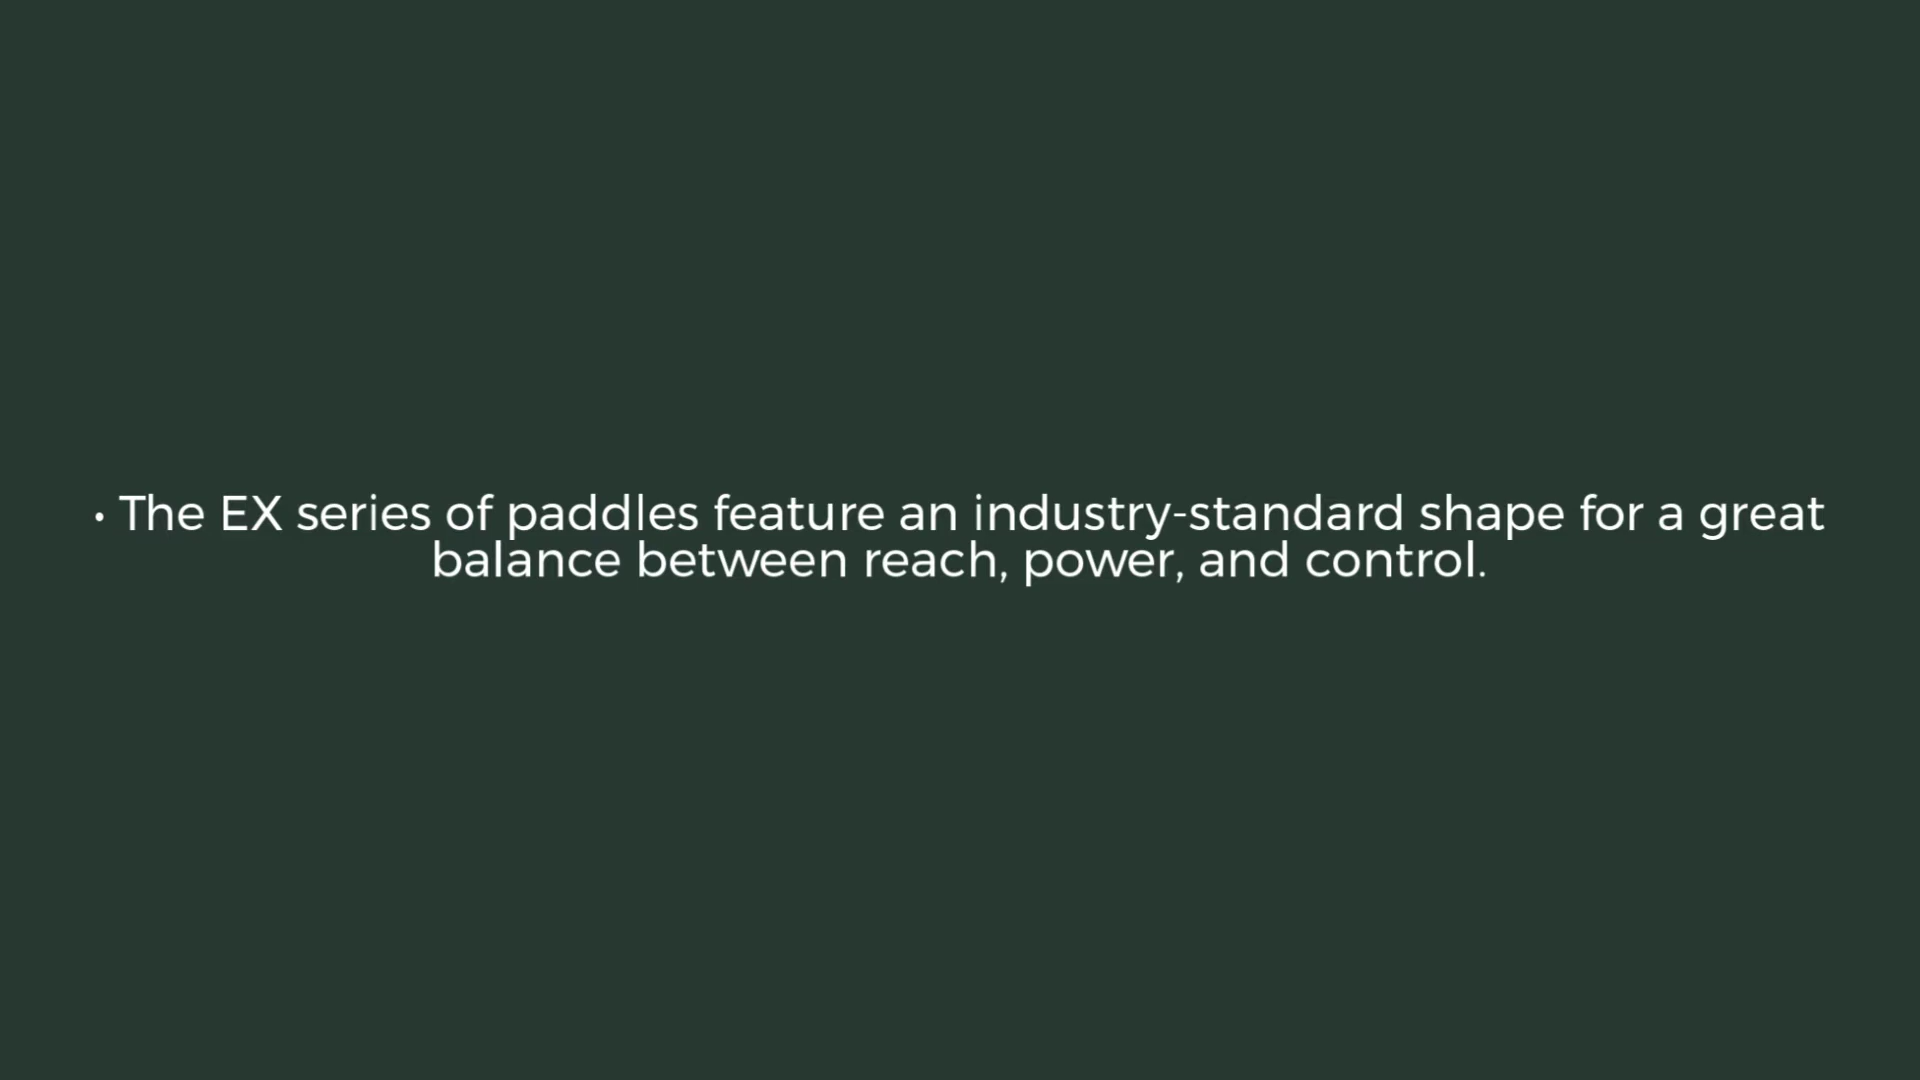 • The EX series of paddles feature an industry-standard shape for a great
balance between reach, power, and control.